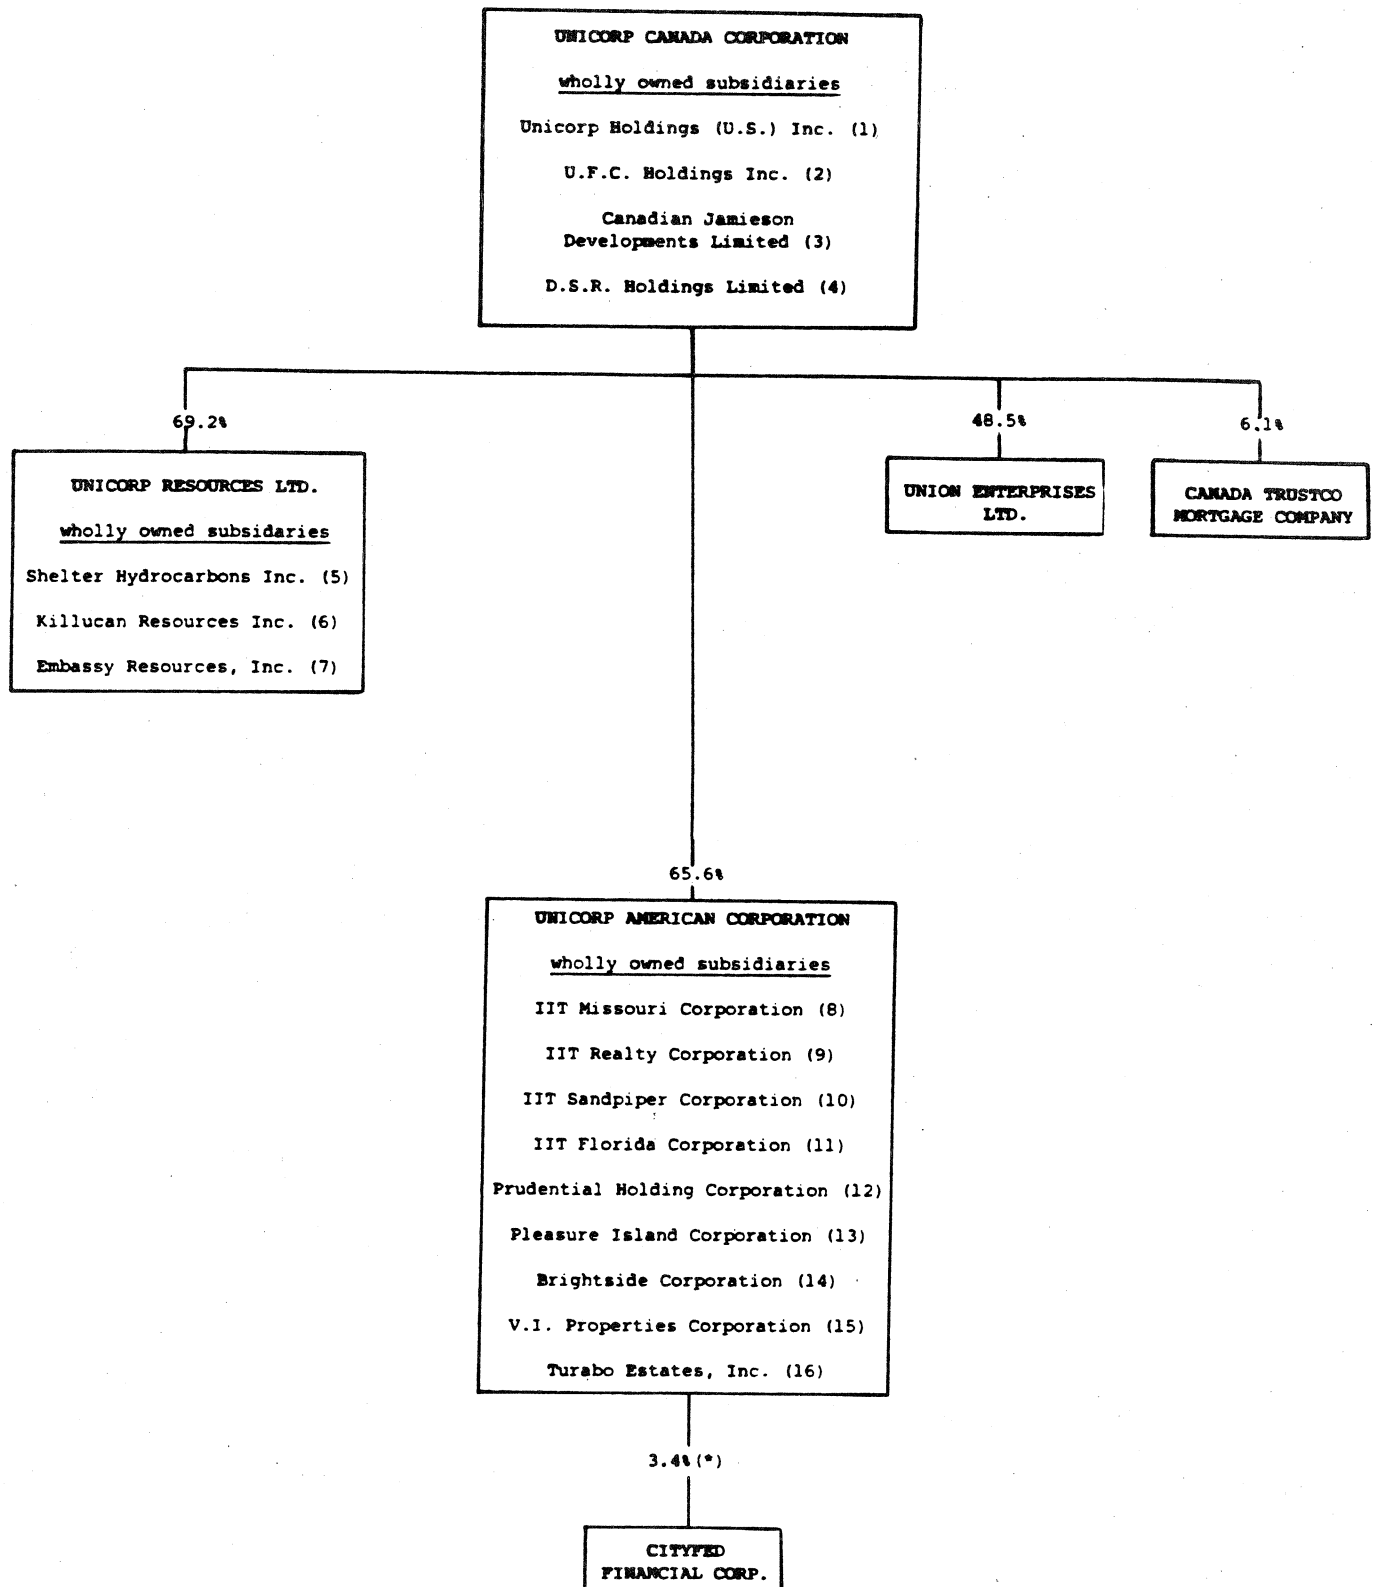 UNICORP CANADA CORPORATION
wholly owned subsidiaries
Unicorp Holdings (U.S.) Inc. (1)
U.F.C. Holdings Inc. (2)
Canadian Jamieson
Developments Limited (3)
D.S.R. Holdings Limited (4)
69.2%
48.5%
6.1%
UNICORP RESOURCES LTD.
wholly owned subsidaries
Shelter Hydrocarbons Inc. (5)
Killucan Resources Inc. (6)
Embassy Resources, Inc. (7)
UNION ENTERPRISES
LTD.
CANADA TRUSTCO
MORTGAGE COMPANY
65.6%
UNICORP AMERICAN CORPORATION
wholly owned subsidiaries
IIT Missouri Corporation (8)
IIT Realty Corporation (9)
IIT Sandpiper Corporation (10)
IIT Florida Corporation (11)
Prudential Holding Corporation (12)
Pleasure Island Corporation (13)
Brightside Corporation (14)
V.I. Properties Corporation (15)
Turabo Estates, Inc. (16)
3.4%(*)
CITYFED
FINANCIAL CORP.